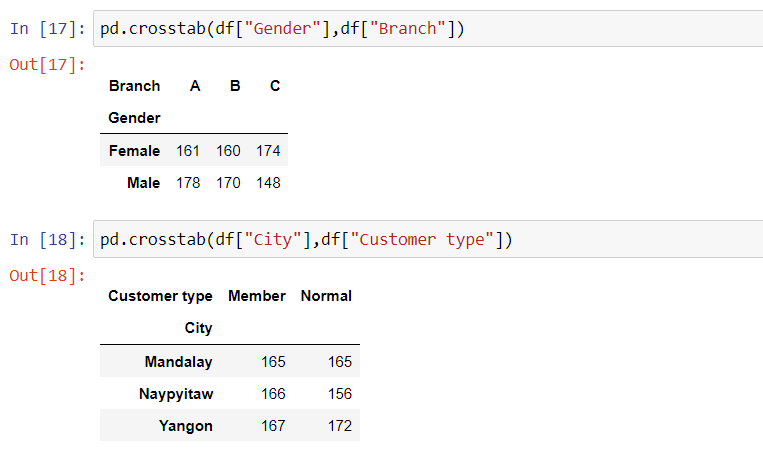 In [17]: pd.crosstab(df["Gender"],df["Branch"])
Out[17]:
Branch A B C
Gender
Female 161 160 174
Male 178 170 148
In [18]: pd.crosstab(df["City"],df["Customer type"])
Out[18]:
Customer type Member Normal
City
Mandalay 165 165
Naypyitaw 166 156
Yangon 167 172